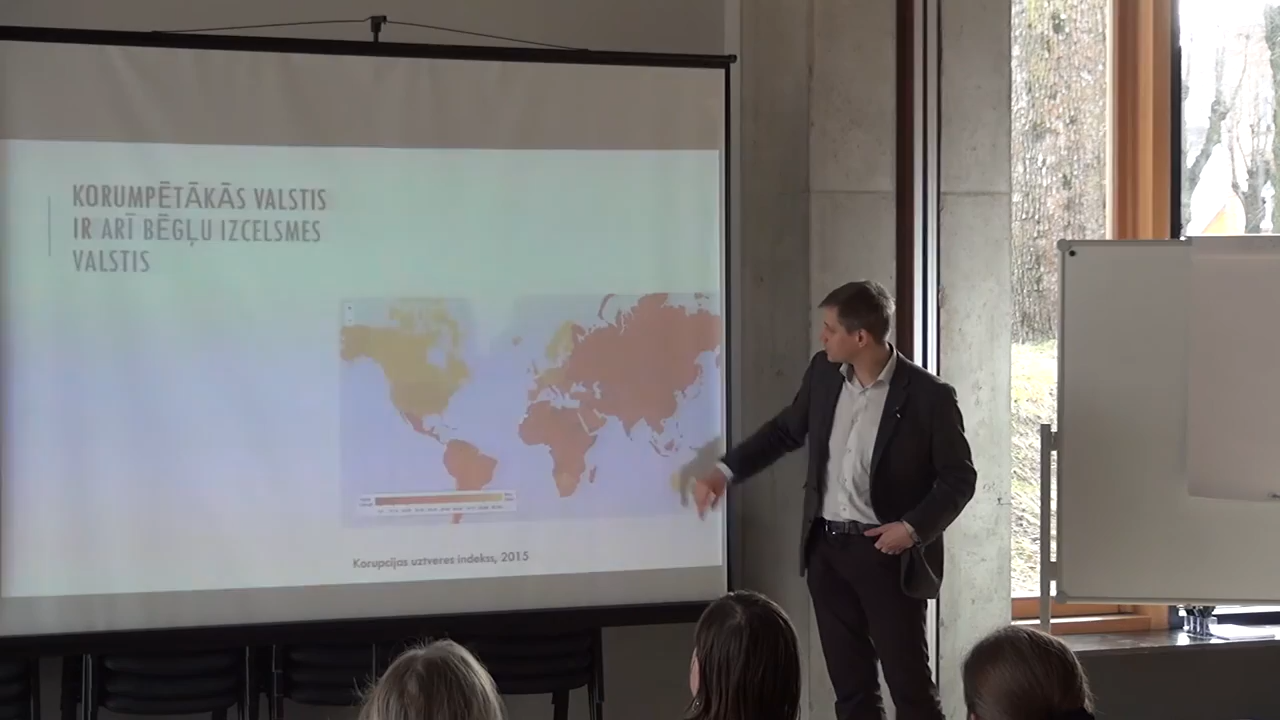 KORUMPĒTĀKĀS VALSTIS
IR ARĪ BĒGĻU IZCELSMES
VALSTIS
Korupcijas uztveres indekss, 2015